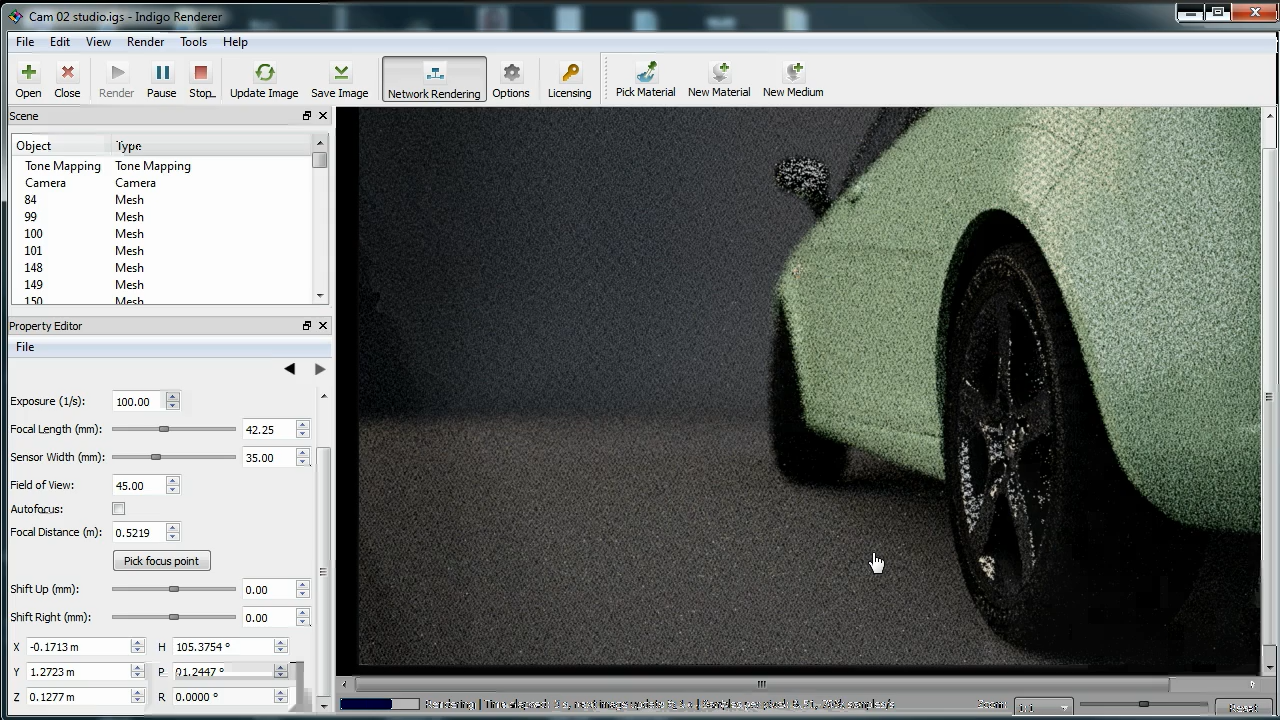 Cam 02 studio.igs - Indigo Renderer
File Edit View Render Tools Help
Open Close Render Pause Stop Update Image Save Image Network Rendering Options Licensing Pick Material New Material New Medium
Scene
Object Type
Tone Mapping Tone Mapping
Camera Camera
84 Mesh
99 Mesh
100 Mesh
101 Mesh
148 Mesh
149 Mesh
150 Mesh
Property Editor
File
Exposure (1/s): 100.00
Focal Length (mm): 42.25
Sensor Width (mm): 35.00
Field of View: 45.00
Autofocus:
Focal Distance (m): 0.5219
Pick focus point
Shift Up (mm): 0.00
Shift Right (mm): 0.00
X -0.1713 m H 105.3754 °
Y 1.2723 m P 91.2447 °
Z 0.1277 m R 0.0000 °
Rendering
Reset